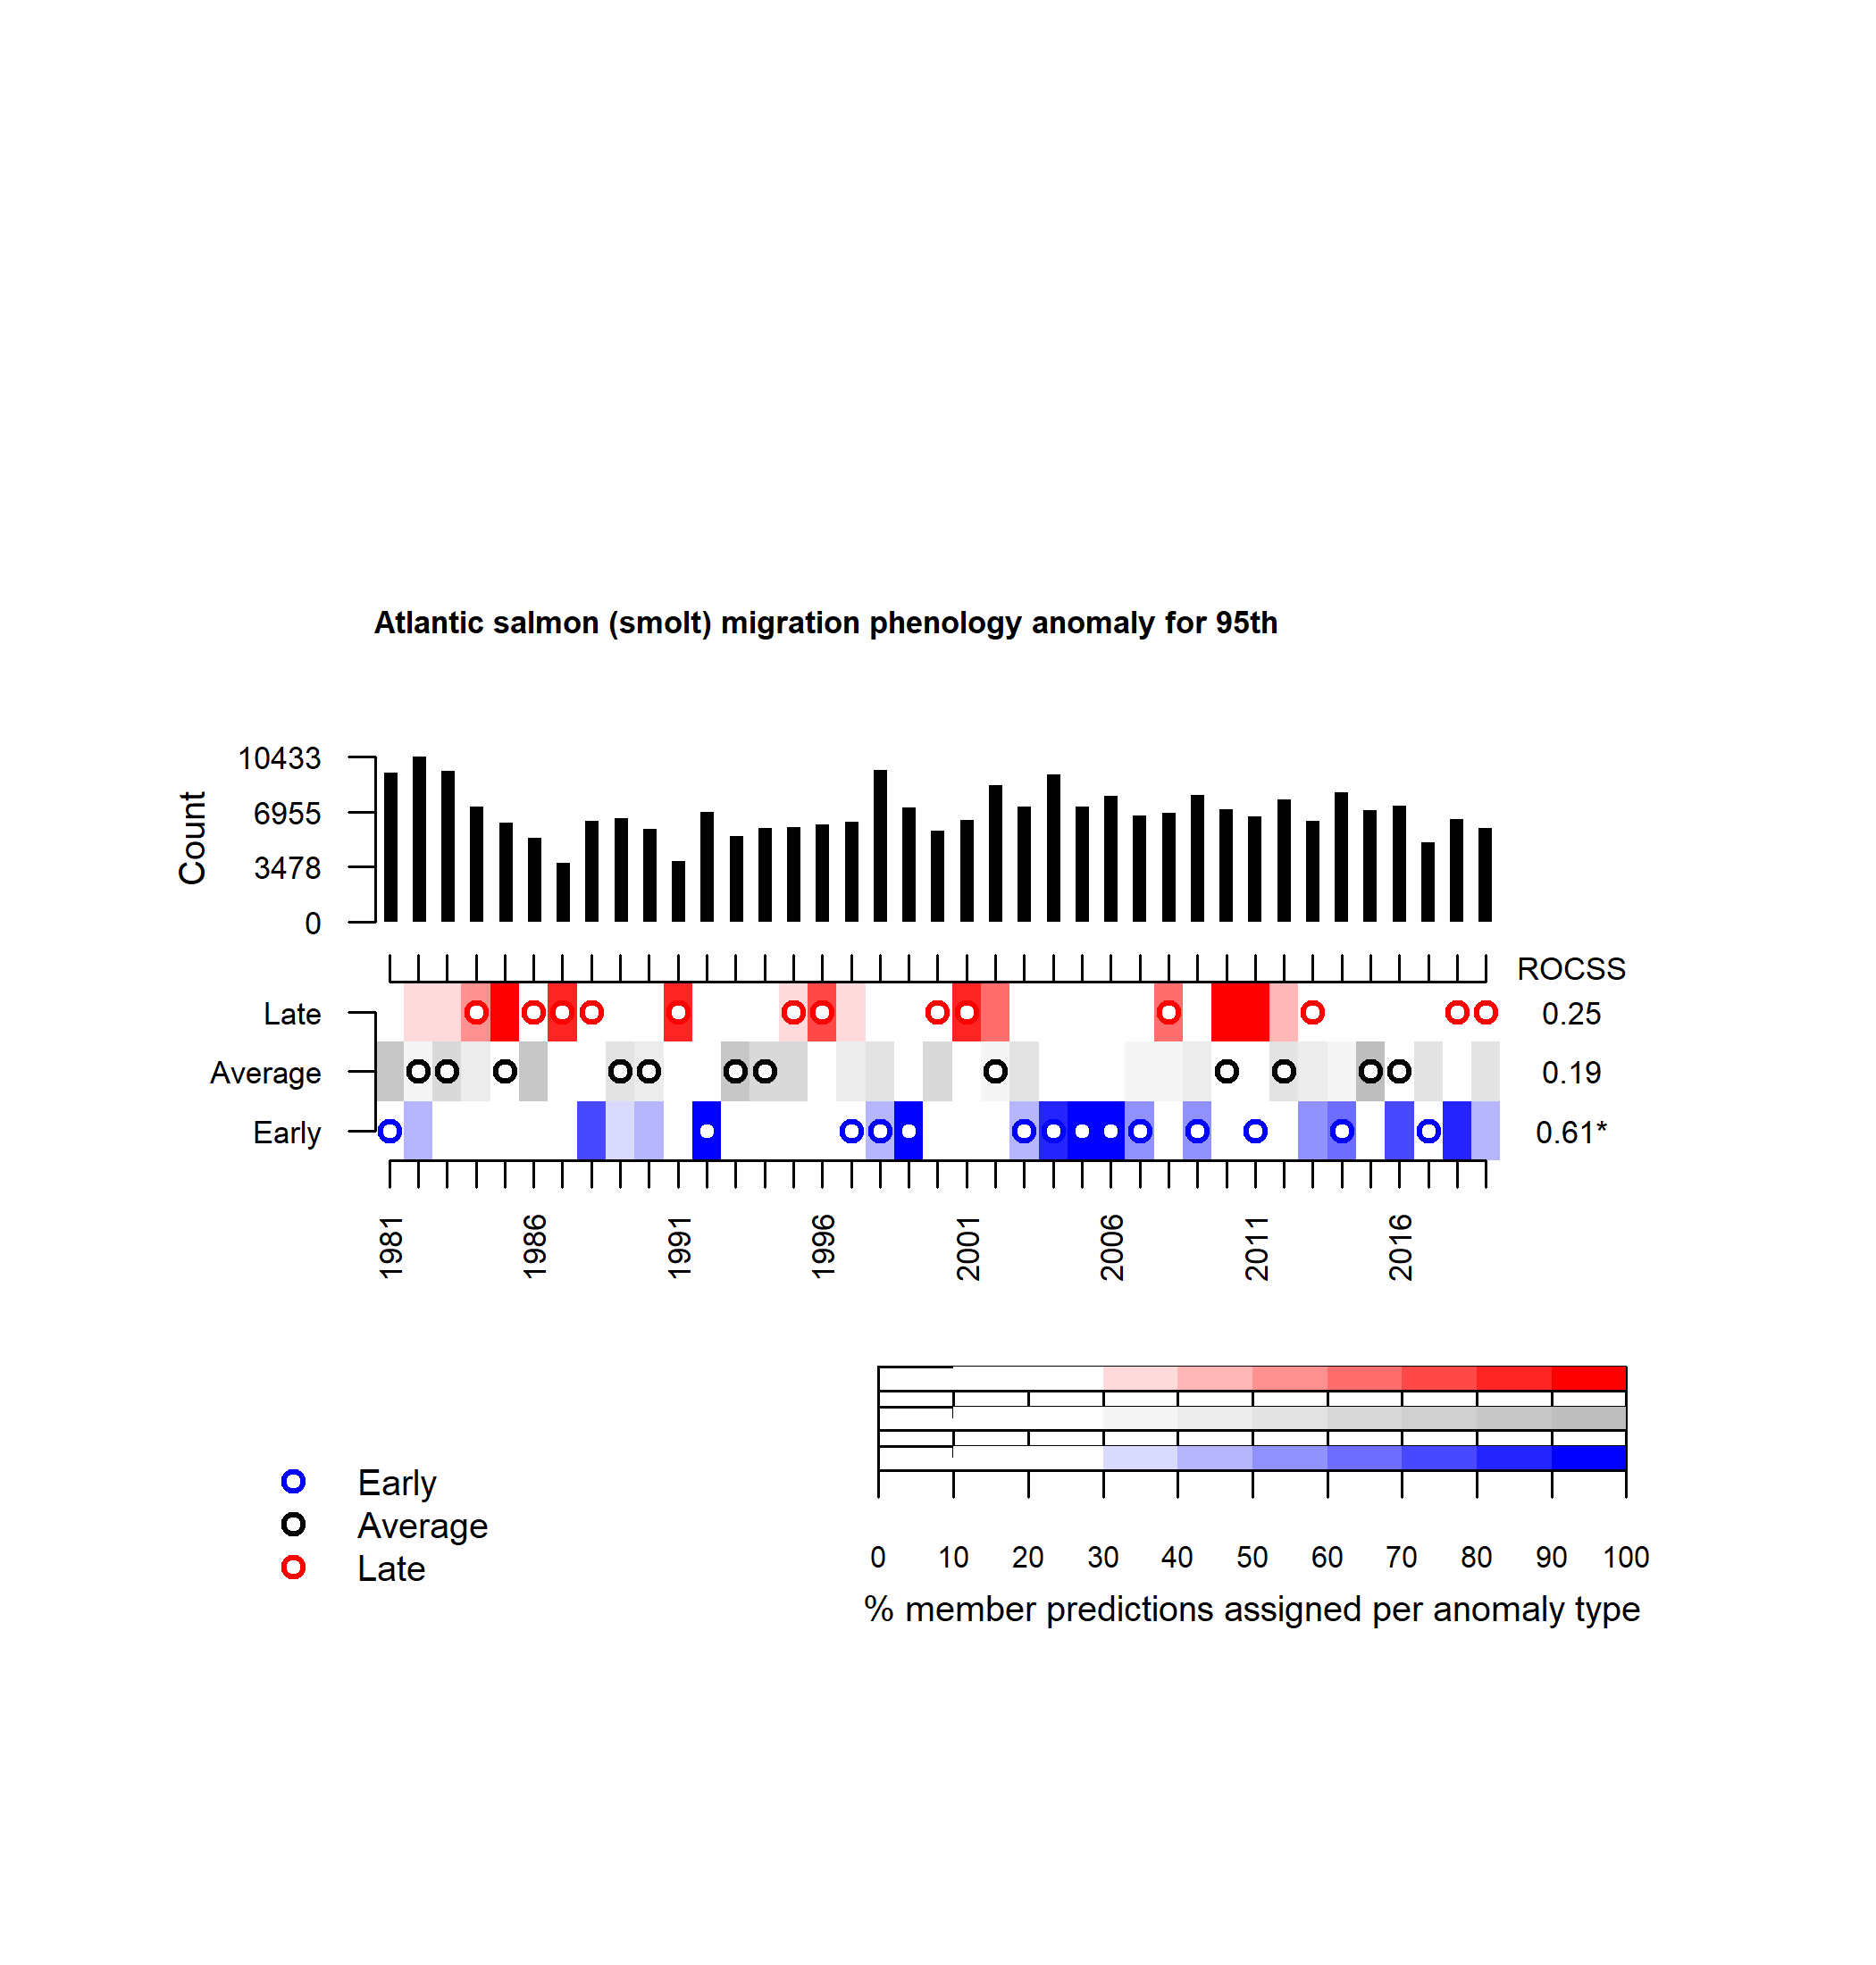 Atlantic salmon (smolt) migration phenology anomaly for 95th
Count
10433
6955
3478
0
ROCSS
Late 0.25
Average 0.19
Early 0.61*
1981 1986 1991 1996 2001 2006 2011 2016
Early
Average
Late
0 10 20 30 40 50 60 70 80 90 100
% member predictions assigned per anomaly type